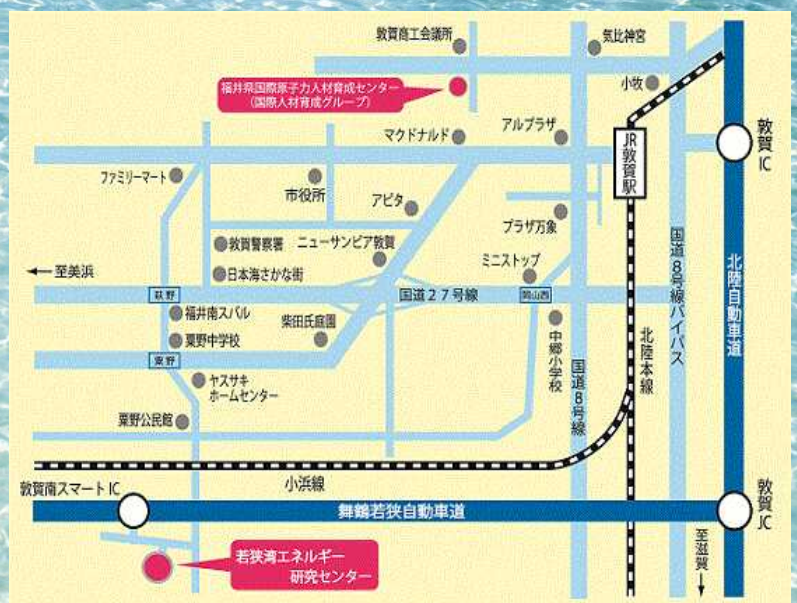 敦賀商工会議所
気比神宮
小牧
福井県国際原子力人材育成センター
(国際人材育成グループ)
マクドナルド
アルプラザ
JR敦賀駅
敦賀IC
ファミリーマート
市役所
アピタ
プラザ万象
敦賀警察署
ニューサンピア敦賀
日本海さかな街
ミニストップ
国道8号線バイパス
北陸自動車道
←至美浜
萩野
国道27号線
岡山西
福井南スバル
柴田氏庭園
粟野中学校
粟野
中郷小学校
北陸本線
国道8号線
ヤスサキ
ホームセンター
粟野公民館
小浜線
敦賀南スマートIC
舞鶴若狭自動車道
敦賀JC
至滋賀→
若狭湾エネルギー
研究センター